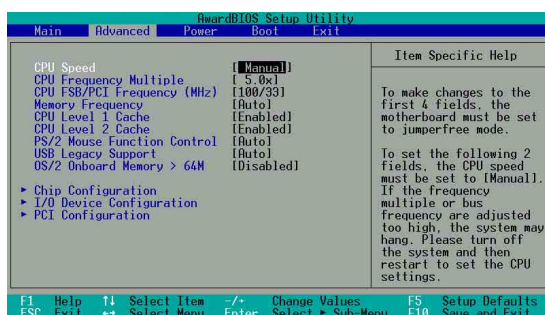 AwardBIOS Setup Utility
Main Advanced Power Boot Exit
CPU Speed [ Manual]
CPU Frequency Multiple [ 5.0x]
CPU FSB/PCI Frequency (MHz) [100/33]
Memory Frequency [Auto]
CPU Level 1 Cache [Enabled]
CPU Level 2 Cache [Enabled]
PS/2 Mouse Function Control [Auto]
USB Legacy Support [Auto]
OS/2 Onboard Memory > 64M [Disabled]
▸ Chip Configuration
▸ I/O Device Configuration
▸ PCI Configuration
Item Specific Help
To make changes to the
first 4 fields, the
motherboard must be set
to jumperfree mode.
To set the following 2
fields, the CPU speed
must be set to [Manual].
If the frequency
multiple or bus
frequency are adjusted
too high, the system may
hang. Please turn off
the system and then
restart to set the CPU
settings.
F1 Help ↑↓ Select Item -/+ Change Values F5 Setup Defaults
ESC Exit ↔ Select Menu Enter Select ▸ Sub-Menu F10 Save and Exit